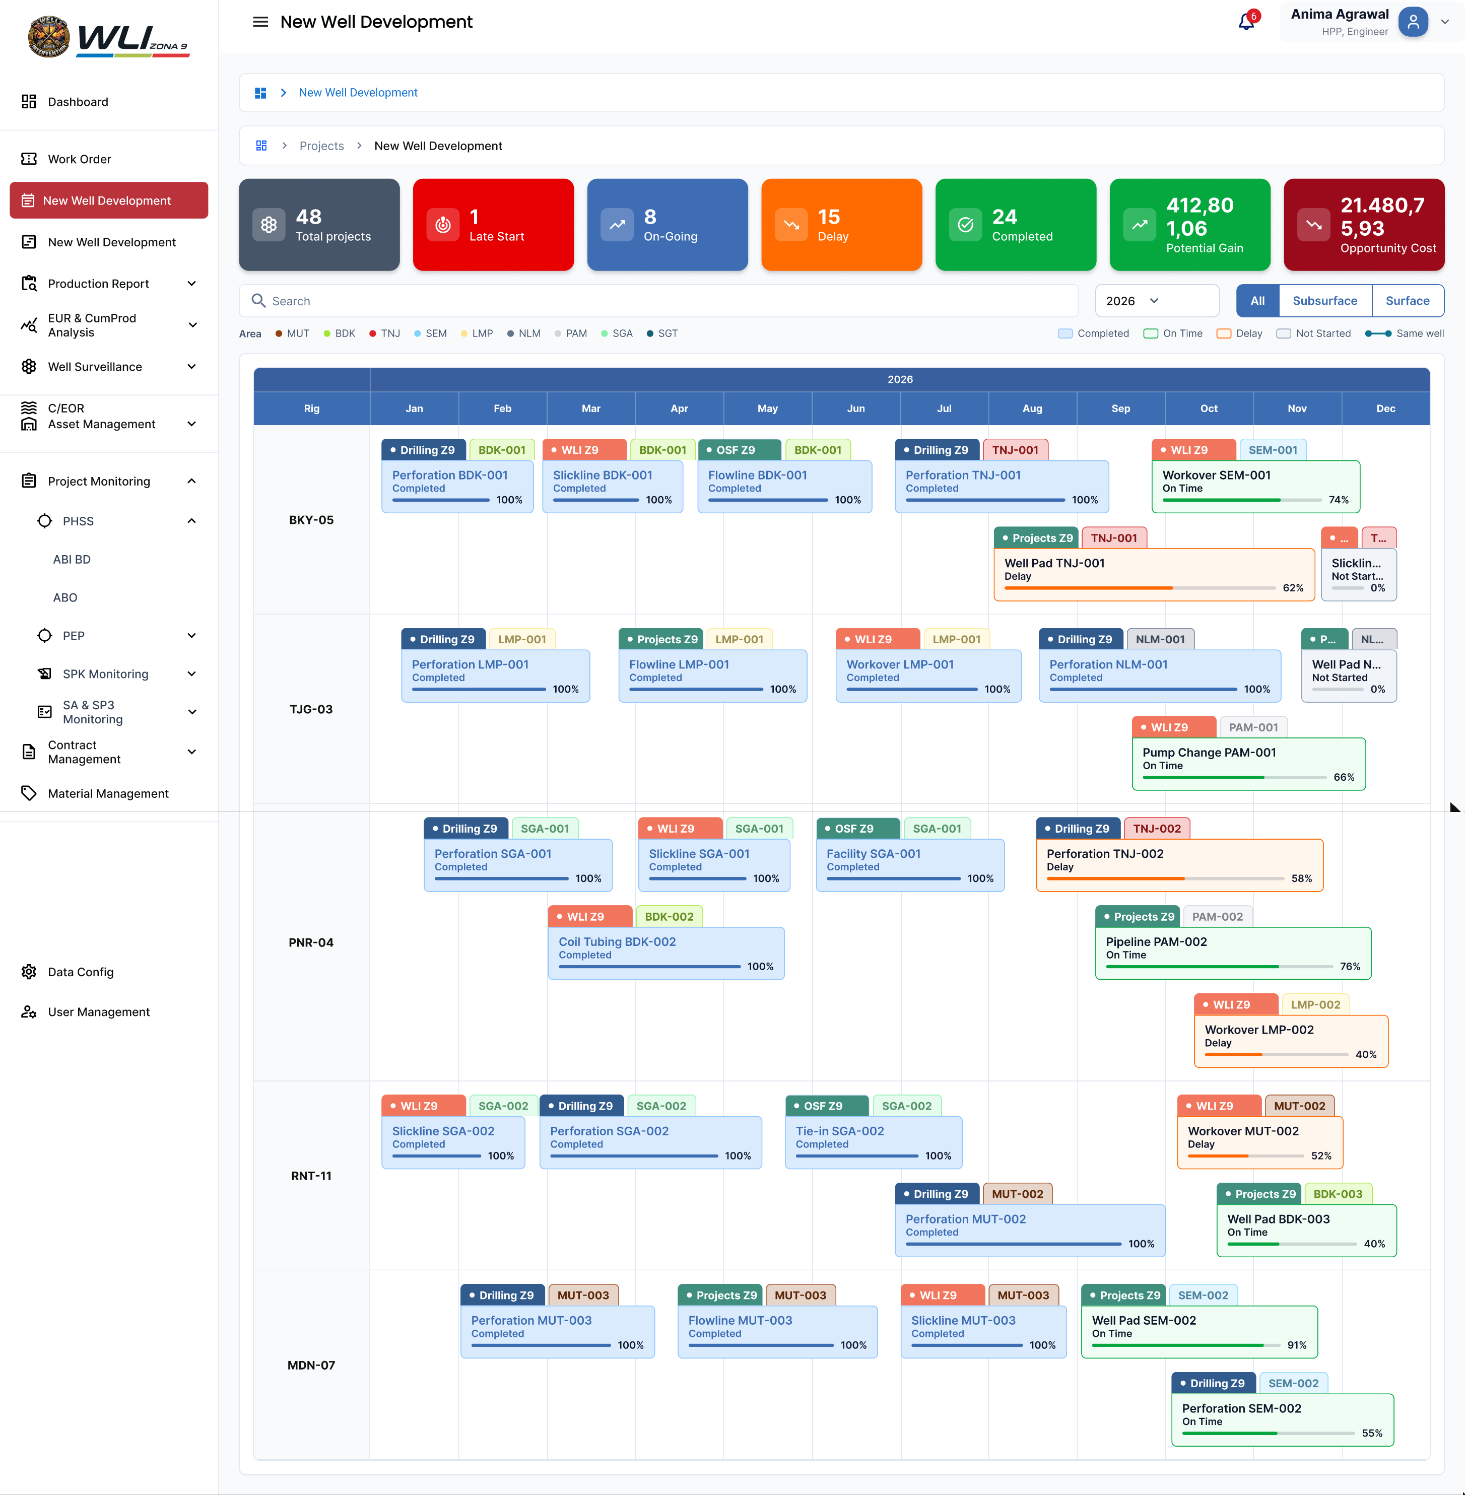 WLI ZONA 9
New Well Development
6
Anima Agrawal
HPP, Engineer
Dashboard
Work Order
New Well Development
New Well Development
Production Report
EUR & CumProd
Analysis
Well Surveillance
C/EOR
Asset Management
Project Monitoring
PHSS
ABI BD
ABO
PEP
SPK Monitoring
SA & SP3
Monitoring
Contract
Management
Material Management
Data Config
User Management
New Well Development
Projects
New Well Development
48
Total projects
1
Late Start
8
On-Going
15
Delay
24
Completed
412,80
1,06
Potential Gain
21.480,7
5,93
Opportunity Cost
Search
2026
All
Subsurface
Surface
Area MUT BDK TNJ SEM LMP NLM PAM SGA SGT
Completed On Time Delay Not Started Same well
2026
Rig Jan Feb Mar Apr May Jun Jul Aug Sep Oct Nov Dec
BKY-05
Drilling Z9 BDK-001
Perforation BDK-001
Completed
100%
WLI Z9 BDK-001
Slickline BDK-001
Completed
100%
OSF Z9 BDK-001
Flowline BDK-001
Completed
100%
Drilling Z9 TNJ-001
Perforation TNJ-001
Completed
100%
WLI Z9 SEM-001
Workover SEM-001
On Time
74%
Projects Z9 TNJ-001
Well Pad TNJ-001
Delay
62%
... T...
Slicklin...
Not Start...
0%
TJG-03
Drilling Z9 LMP-001
Perforation LMP-001
Completed
100%
Projects Z9 LMP-001
Flowline LMP-001
Completed
100%
WLI Z9 LMP-001
Workover LMP-001
Completed
100%
Drilling Z9 NLM-001
Perforation NLM-001
Completed
100%
P... NL...
Well Pad N...
Not Started
0%
WLI Z9 PAM-001
Pump Change PAM-001
On Time
66%
PNR-04
Drilling Z9 SGA-001
Perforation SGA-001
Completed
100%
WLI Z9 SGA-001
Slickline SGA-001
Completed
100%
OSF Z9 SGA-001
Facility SGA-001
Completed
100%
Drilling Z9 TNJ-002
Perforation TNJ-002
Delay
58%
WLI Z9 BDK-002
Coil Tubing BDK-002
Completed
100%
Projects Z9 PAM-002
Pipeline PAM-002
On Time
76%
WLI Z9 LMP-002
Workover LMP-002
Delay
40%
RNT-11
WLI Z9 SGA-002
Slickline SGA-002
Completed
100%
Drilling Z9 SGA-002
Perforation SGA-002
Completed
100%
OSF Z9 SGA-002
Tie-in SGA-002
Completed
100%
WLI Z9 MUT-002
Workover MUT-002
Delay
52%
Drilling Z9 MUT-002
Perforation MUT-002
Completed
100%
Projects Z9 BDK-003
Well Pad BDK-003
On Time
40%
MDN-07
Drilling Z9 MUT-003
Perforation MUT-003
Completed
100%
Projects Z9 MUT-003
Flowline MUT-003
Completed
100%
WLI Z9 MUT-003
Slickline MUT-003
Completed
100%
Projects Z9 SEM-002
Well Pad SEM-002
On Time
91%
Drilling Z9 SEM-002
Perforation SEM-002
On Time
55%